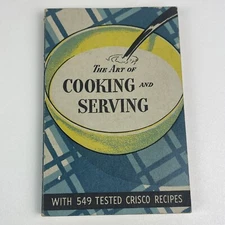 THE ART OF
COOKING AND
SERVING
WITH 549 TESTED CRISCO RECIPES